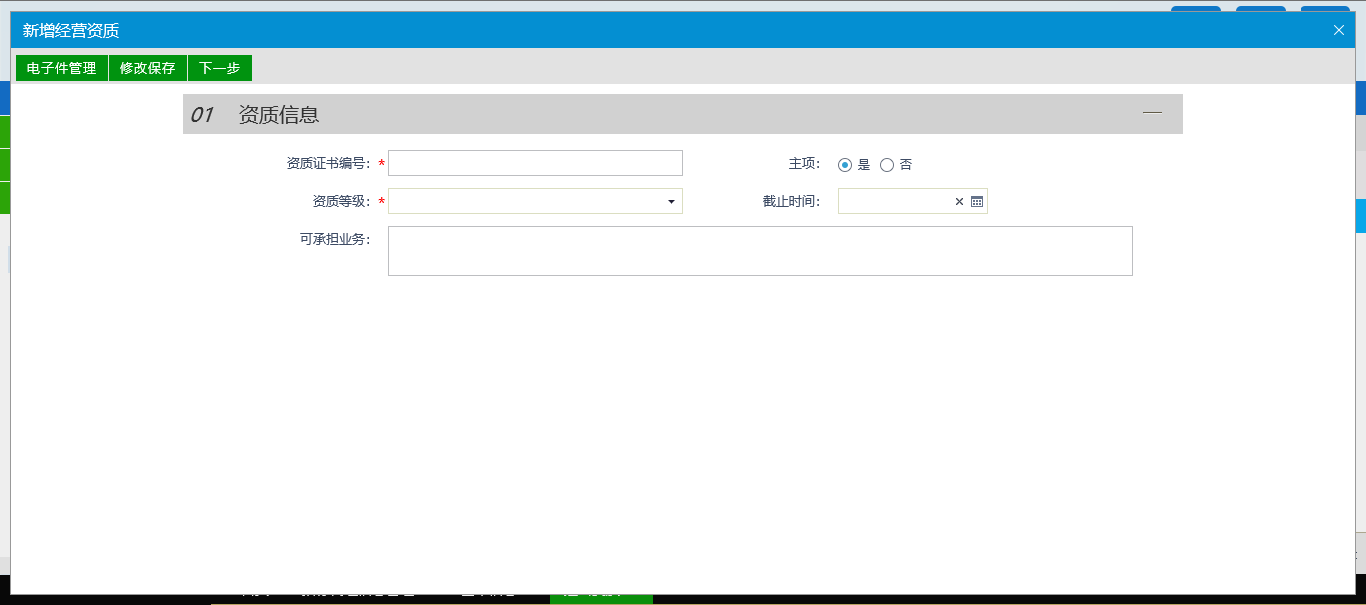 新增经营资质
电子件管理 修改保存 下一步
01 资质信息
资质证书编号: * 主项: 是 否
资质等级: * 截止时间:
可承担业务: